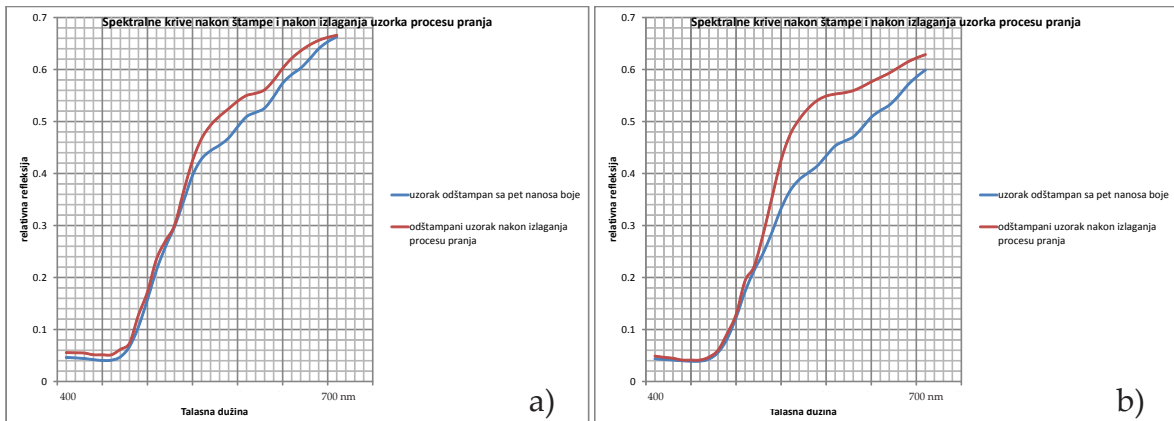 Spektralne krive nakon štampe i nakon izlaganja uzorka procesu pranja
0.7
0.6
0.5
0.4
0.3
0.2
0.1
0
relativna refleksija
400
700 nm
Talasna dužina
uzorak odštampan sa pet nanosa boje
odštampani uzorak nakon izlaganja
procesu pranja
a)
Spektralne krive nakon štampe i nakon izlaganja uzorka procesu pranja
0.7
0.6
0.5
0.4
0.3
0.2
0.1
0
relativna refleksija
400
700 nm
Talasna dužina
uzorak odštampan sa pet nanosa boje
odštampani uzorak nakon izlaganja
procesu pranja
b)